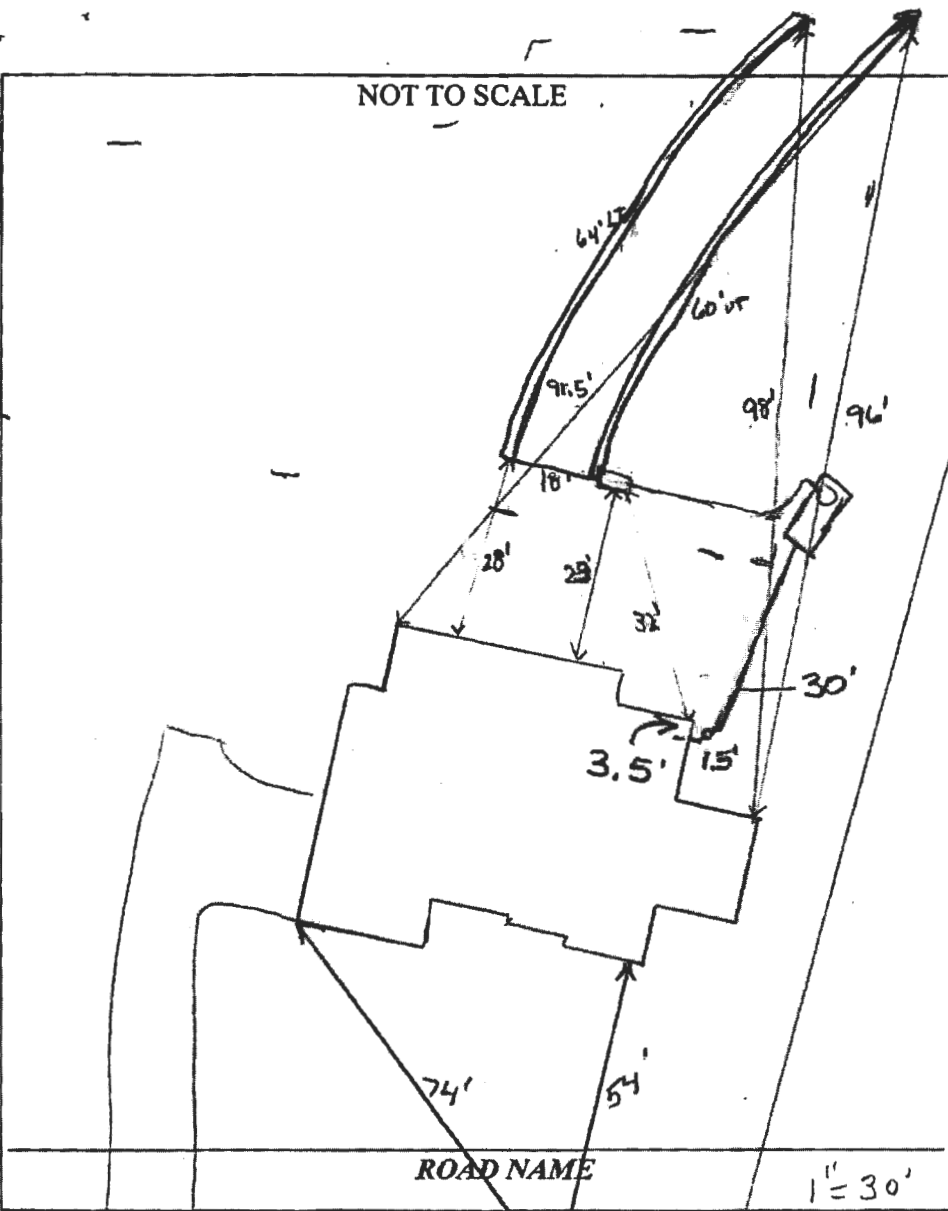 NOT TO SCALE
64' LT
60' LT
91.5'
98'
96'
18'
28'
32'
30'
3.5'
1.5'
74'
54'
ROAD NAME
1" = 30'